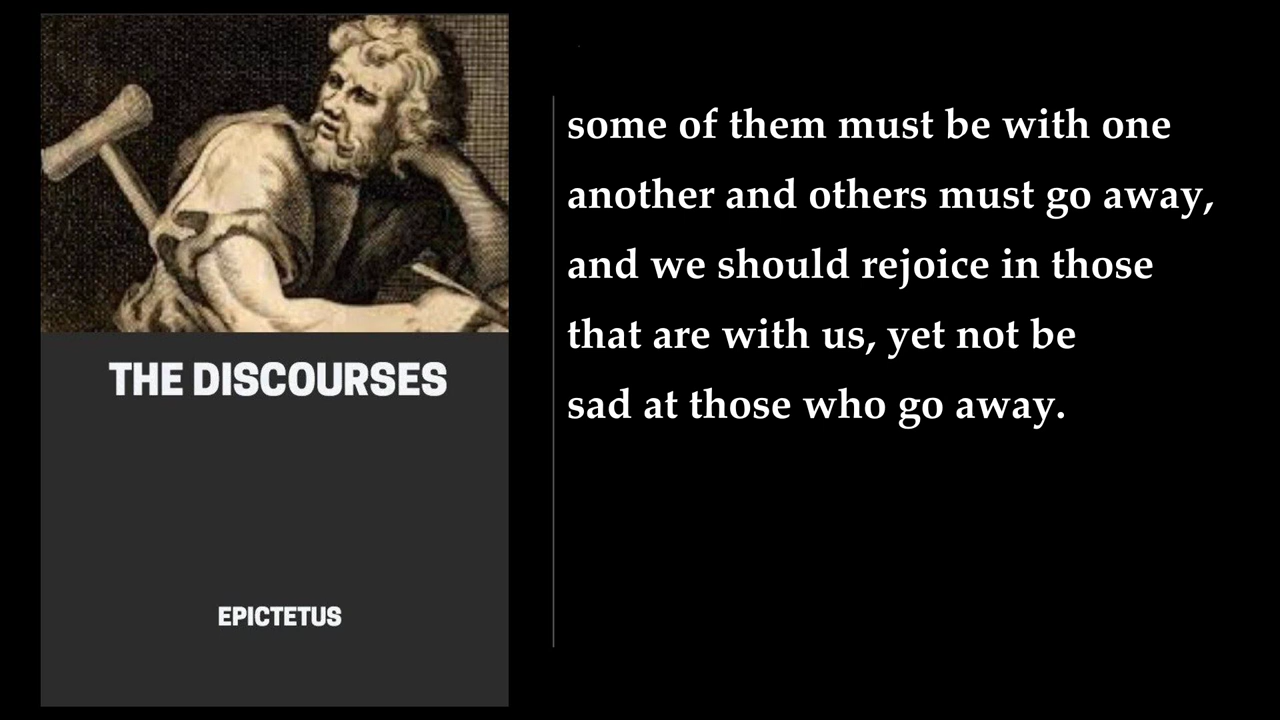 THE DISCOURSES
EPICTETUS
some of them must be with one
another and others must go away,
and we should rejoice in those
that are with us, yet not be
sad at those who go away.